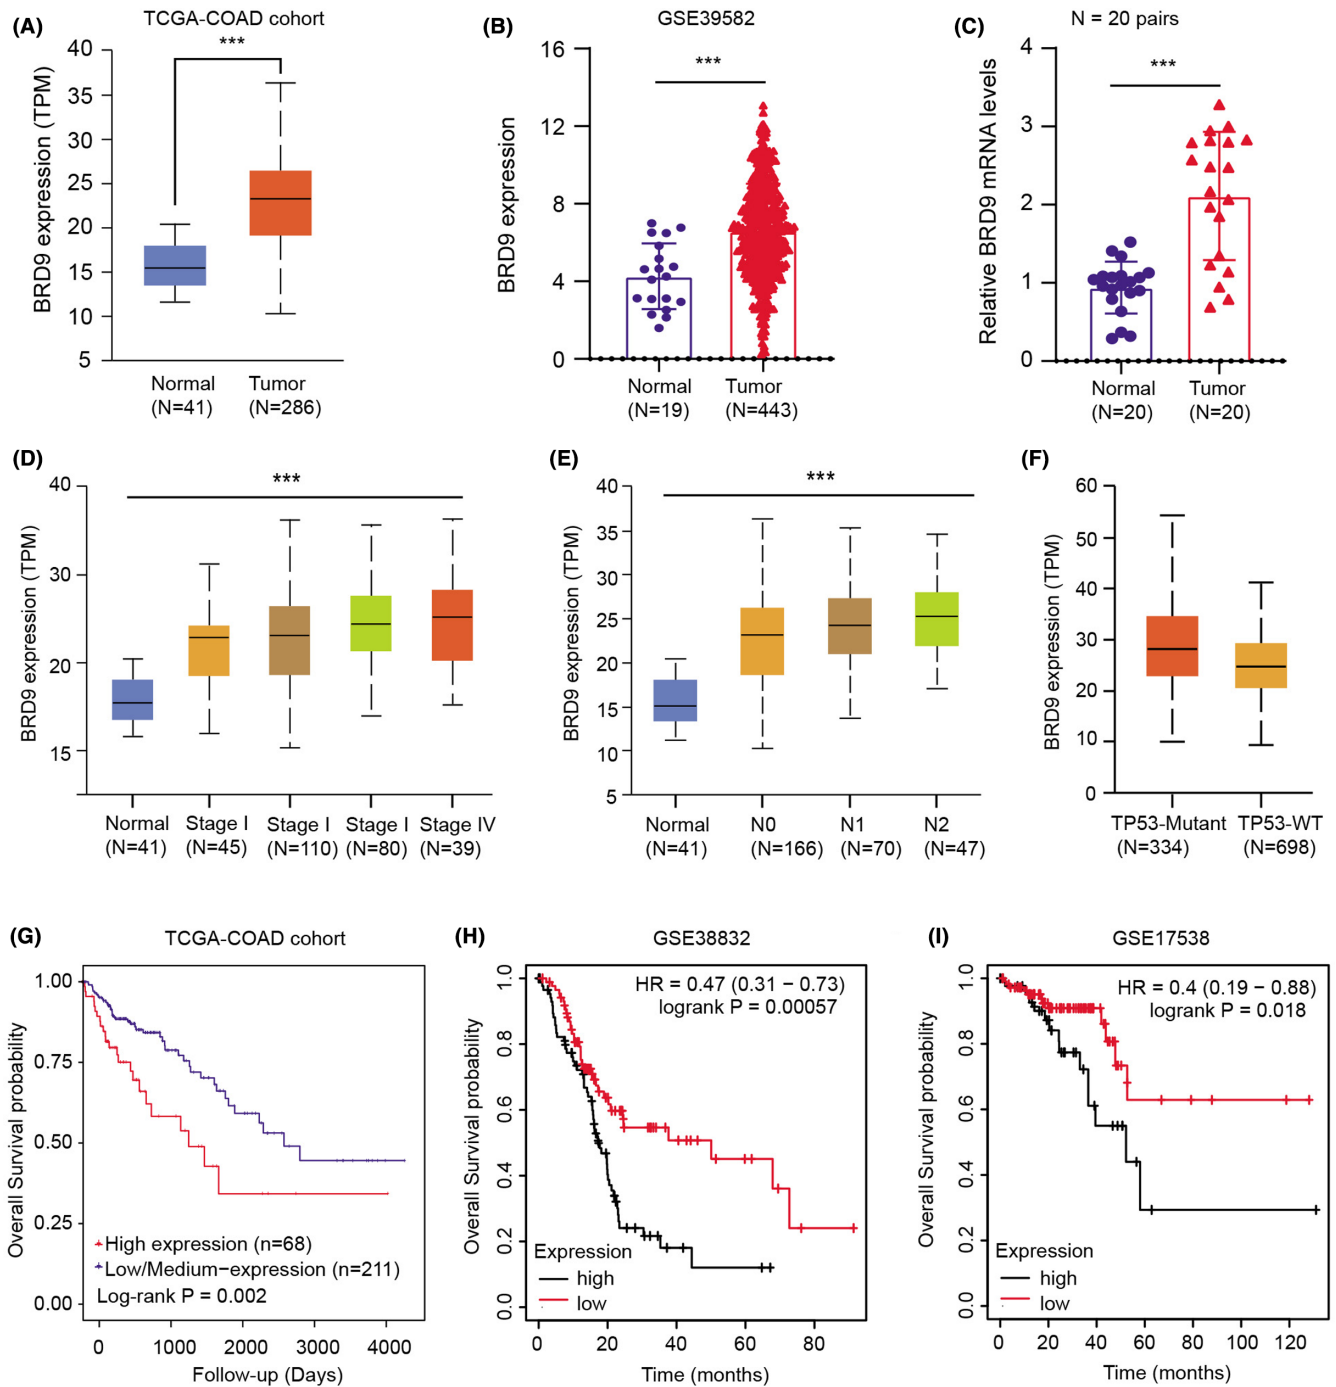 (A)
TCGA-COAD cohort
***
BRD9 expression (TPM)
40
35
30
25
20
15
10
5
Normal
(N=41)
Tumor
(N=286)
(B)
GSE39582
***
BRD9 expression
16
12
8
4
0
Normal
(N=19)
Tumor
(N=443)
(C)
N = 20 pairs
***
Relative BRD9 mRNA levels
4
3
2
1
0
Normal
(N=20)
Tumor
(N=20)
(D)
***
BRD9 expression (TPM)
40
30
20
15
Normal
(N=41)
Stage I
(N=45)
Stage I
(N=110)
Stage I
(N=80)
Stage IV
(N=39)
(E)
***
BRD9 expression (TPM)
40
35
30
25
20
15
10
5
Normal
(N=41)
N0
(N=166)
N1
(N=70)
N2
(N=47)
(F)
BRD9 expression (TPM)
60
50
40
30
20
10
0
TP53-Mutant
(N=334)
TP53-WT
(N=698)
(G)
TCGA-COAD cohort
Overall Survival probability
1.00
0.75
0.50
0.25
0.00
High expression (n=68)
Low/Medium−expression (n=211)
Log-rank P = 0.002
0 1000 2000 3000 4000
Follow-up (Days)
(H)
GSE38832
HR = 0.47 (0.31 − 0.73)
logrank P = 0.00057
Overall Survival probability
1.0
0.8
0.6
0.4
0.2
0.0
Expression
high
low
0 20 40 60 80
Time (months)
(I)
GSE17538
HR = 0.4 (0.19 − 0.88)
logrank P = 0.018
Overall Survival probability
1.0
0.8
0.6
0.4
0.2
0.0
Expression
high
low
0 20 40 60 80 100 120
Time (months)